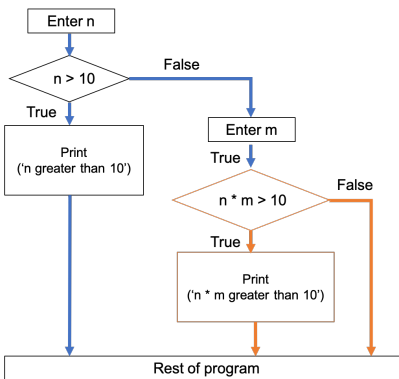 Enter n
n > 10
False
True
Print
('n greater than 10')
Enter m
True
n * m > 10
False
True
Print
('n * m greater than 10')
Rest of program